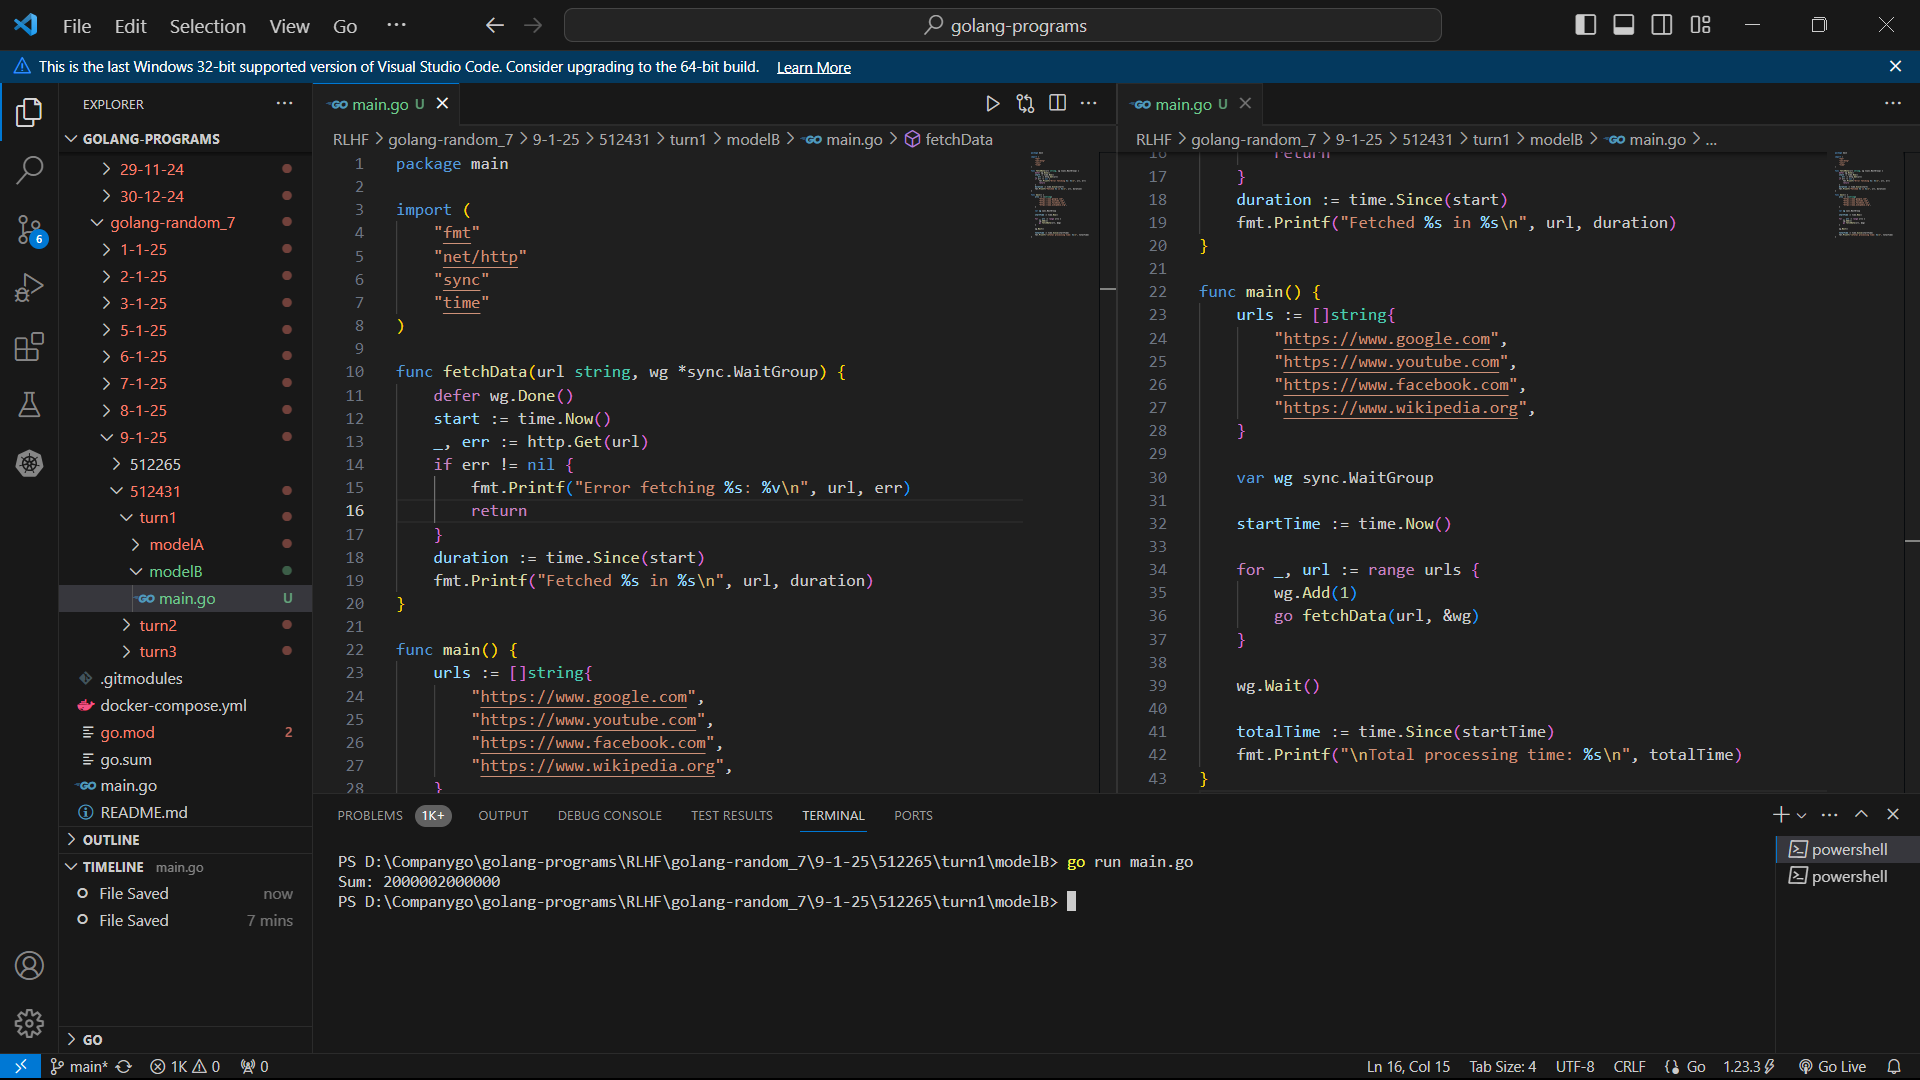 File Edit Selection View Go ··· golang-programs
This is the last Windows 32-bit supported version of Visual Studio Code. Consider upgrading to the 64-bit build. Learn More
EXPLORER
GOLANG-PROGRAMS
29-11-24
30-12-24
golang-random_7
1-1-25
2-1-25
3-1-25
5-1-25
6-1-25
7-1-25
8-1-25
9-1-25
512265
512431
turn1
modelA
modelB
main.go U
turn2
turn3
.gitmodules
docker-compose.yml
go.mod 2
go.sum
main.go
README.md
OUTLINE
TIMELINE main.go
File Saved now
File Saved 7 mins
GO
6
main.go U
RLHF > golang-random_7 > 9-1-25 > 512431 > turn1 > modelB > main.go > fetchData
1 package main
2
3 import (
4 "fmt"
5 "net/http"
6 "sync"
7 "time"
8 )
9
10 func fetchData(url string, wg *sync.WaitGroup) {
11 defer wg.Done()
12 start := time.Now()
13 _, err := http.Get(url)
14 if err != nil {
15 fmt.Printf("Error fetching %s: %v\n", url, err)
16 return
17 }
18 duration := time.Since(start)
19 fmt.Printf("Fetched %s in %s\n", url, duration)
20 }
21
22 func main() {
23 urls := []string{
24 "https://www.google.com",
25 "https://www.youtube.com",
26 "https://www.facebook.com",
27 "https://www.wikipedia.org",
28 }
main.go U
RLHF > golang-random_7 > 9-1-25 > 512431 > turn1 > modelB > main.go > ...
16 return
17 }
18 duration := time.Since(start)
19 fmt.Printf("Fetched %s in %s\n", url, duration)
20 }
21
22 func main() {
23 urls := []string{
24 "https://www.google.com",
25 "https://www.youtube.com",
26 "https://www.facebook.com",
27 "https://www.wikipedia.org",
28 }
29
30 var wg sync.WaitGroup
31
32 startTime := time.Now()
33
34 for _, url := range urls {
35 wg.Add(1)
36 go fetchData(url, &wg)
37 }
38
39 wg.Wait()
40
41 totalTime := time.Since(startTime)
42 fmt.Printf("\nTotal processing time: %s\n", totalTime)
43 }
PROBLEMS 1K+ OUTPUT DEBUG CONSOLE TEST RESULTS TERMINAL PORTS
PS D:\Companygo\golang-programs\RLHF\golang-random_7\9-1-25\512265\turn1\modelB> go run main.go
Sum: 2000002000000
PS D:\Companygo\golang-programs\RLHF\golang-random_7\9-1-25\512265\turn1\modelB>
powershell
powershell
main* 1K 0 0 Ln 16, Col 15 Tab Size: 4 UTF-8 CRLF Go 1.23.3 Go Live